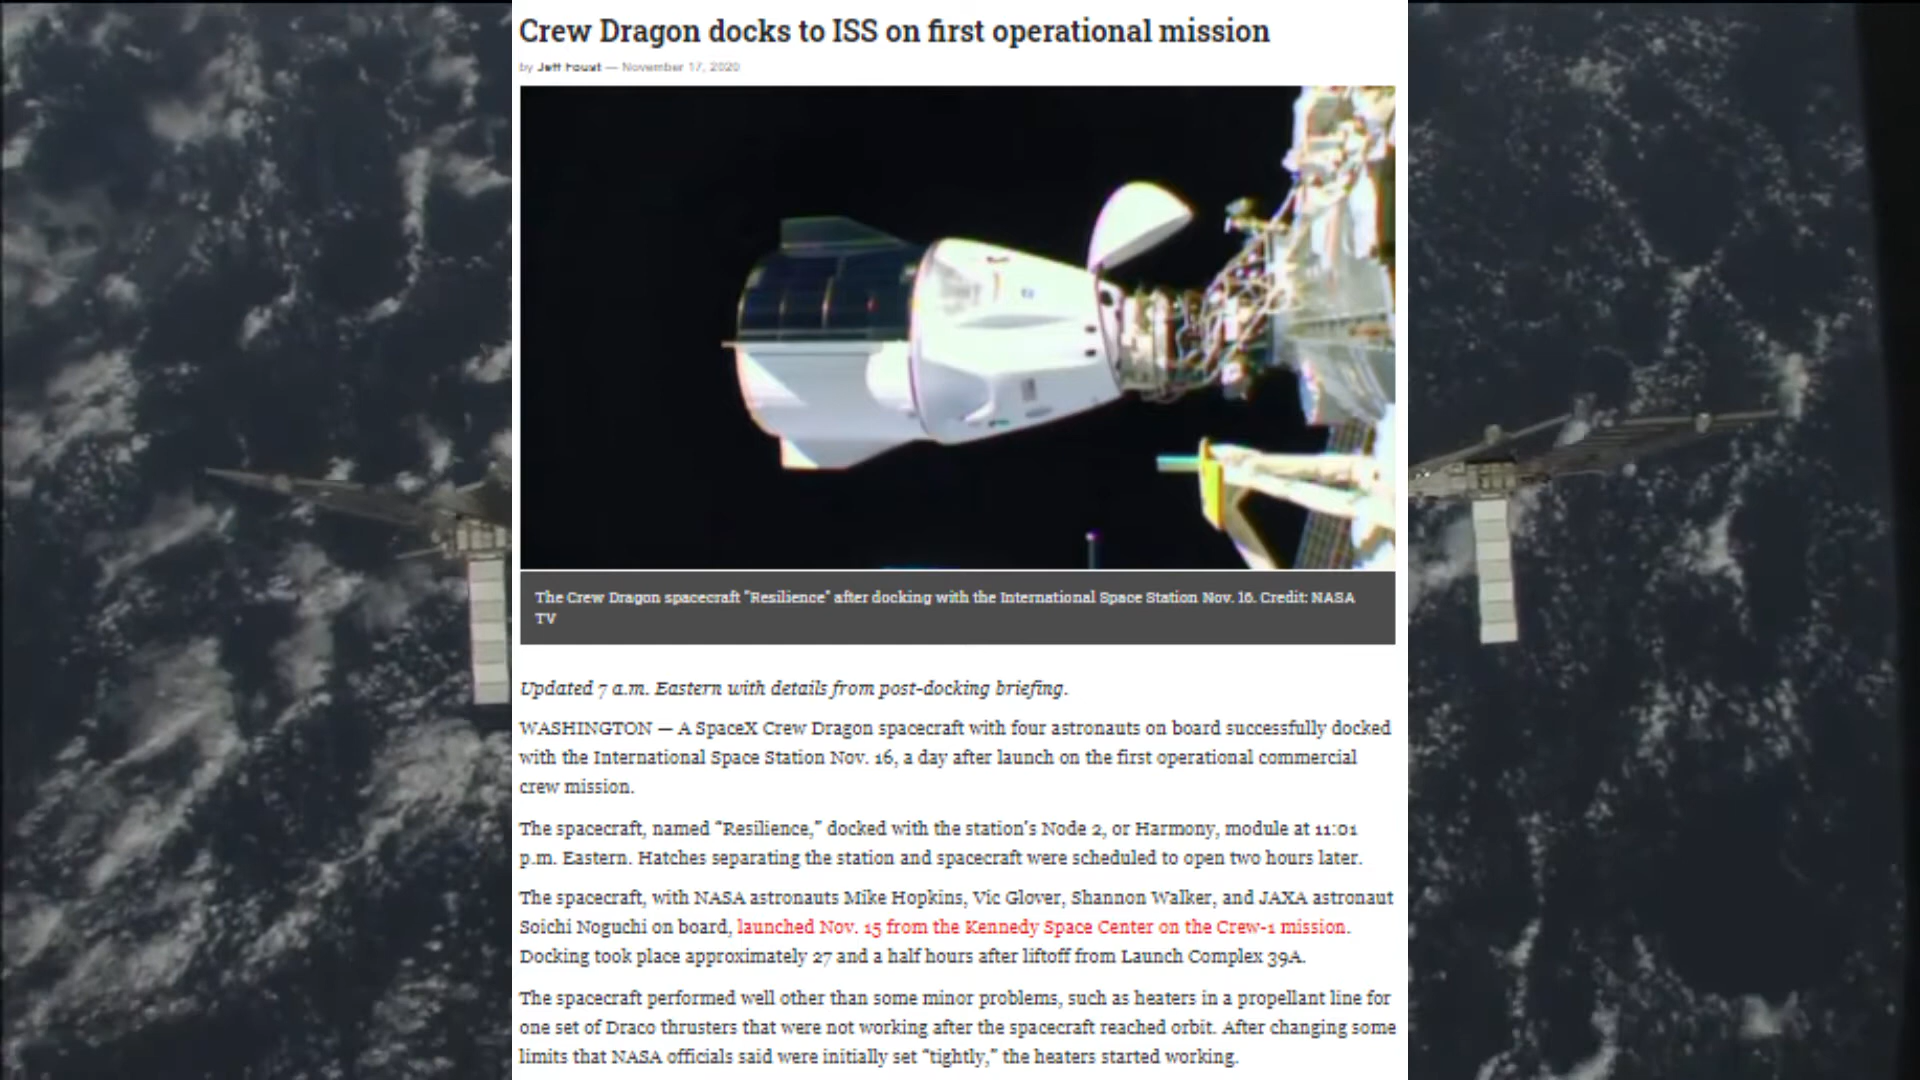 Crew Dragon docks to ISS on first operational mission
by Jeff Foust — November 17, 2020
The Crew Dragon spacecraft "Resilience" after docking with the International Space Station Nov. 16. Credit: NASA
TV
Updated 7 a.m. Eastern with details from post-docking briefing.
WASHINGTON — A SpaceX Crew Dragon spacecraft with four astronauts on board successfully docked
with the International Space Station Nov. 16, a day after launch on the first operational commercial
crew mission.
The spacecraft, named “Resilience,” docked with the station’s Node 2, or Harmony, module at 11:01
p.m. Eastern. Hatches separating the station and spacecraft were scheduled to open two hours later.
The spacecraft, with NASA astronauts Mike Hopkins, Vic Glover, Shannon Walker, and JAXA astronaut
Soichi Noguchi on board, launched Nov. 15 from the Kennedy Space Center on the Crew-1 mission.
Docking took place approximately 27 and a half hours after liftoff from Launch Complex 39A.
The spacecraft performed well other than some minor problems, such as heaters in a propellant line for
one set of Draco thrusters that were not working after the spacecraft reached orbit. After changing some
limits that NASA officials said were initially set “tightly,” the heaters started working.